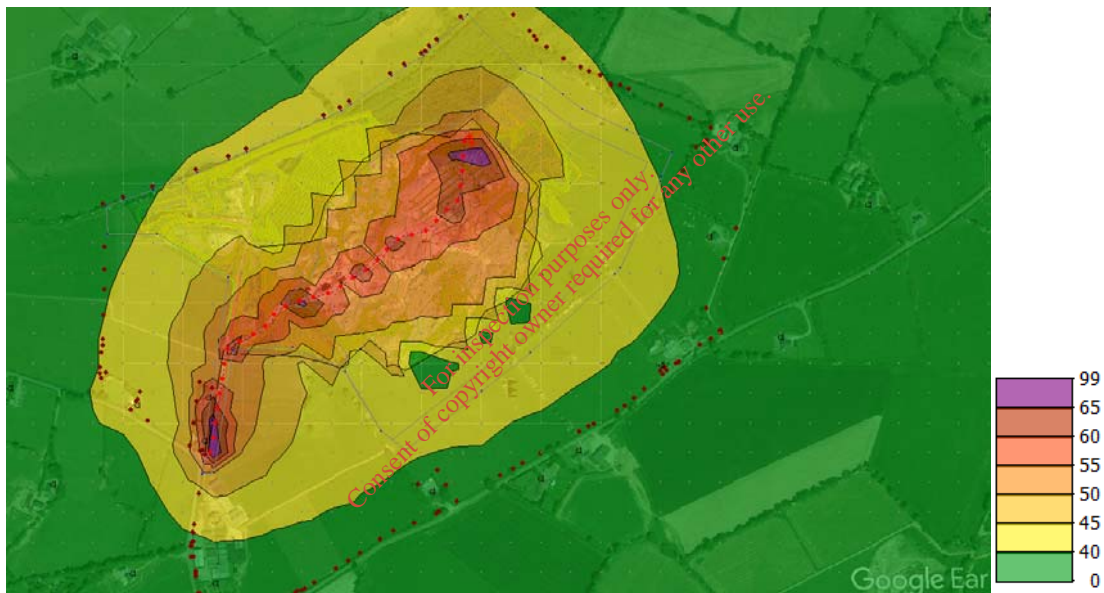 For inspection purposes only.
Consent of copyright owner required for any other use.
99
65
60
55
50
45
40
0
Google Ear